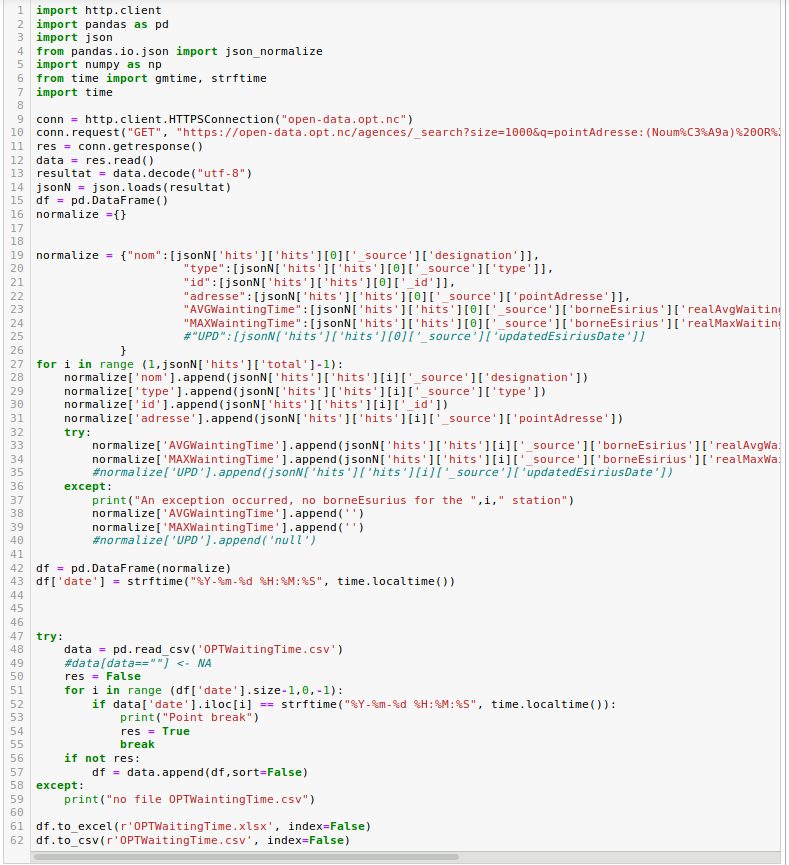 1 import http.client
2 import pandas as pd
3 import json
4 from pandas.io.json import json_normalize
5 import numpy as np
6 from time import gmtime, strftime
7 import time
8
9 conn = http.client.HTTPSConnection("open-data.opt.nc")
10 conn.request("GET", "https://open-data.opt.nc/agences/_search?size=1000&q=pointAdresse:(Noum%C3%A9a)%20OR%
11 res = conn.getresponse()
12 data = res.read()
13 resultat = data.decode("utf-8")
14 jsonN = json.loads(resultat)
15 df = pd.DataFrame()
16 normalize ={}
17
18
19 normalize = {"nom":[jsonN['hits']['hits'][0]['_source']['designation']],
20 "type":[jsonN['hits']['hits'][0]['_source']['type']],
21 "id":[jsonN['hits']['hits'][0]['_id']],
22 "adresse":[jsonN['hits']['hits'][0]['_source']['pointAdresse']],
23 "AVGWaintingTime":[jsonN['hits']['hits'][0]['_source']['borneEsirius']['realAvgWaiting
24 "MAXWaintingTime":[jsonN['hits']['hits'][0]['_source']['borneEsirius']['realMaxWaiting
25 #"UPD":[jsonN['hits']['hits'][0]['_source']['updatedEsiriusDate']]
26 }
27 for i in range (1,jsonN['hits']['total']-1):
28 normalize['nom'].append(jsonN['hits']['hits'][i]['_source']['designation'])
29 normalize['type'].append(jsonN['hits']['hits'][i]['_source']['type'])
30 normalize['id'].append(jsonN['hits']['hits'][i]['_id'])
31 normalize['adresse'].append(jsonN['hits']['hits'][i]['_source']['pointAdresse'])
32 try:
33 normalize['AVGWaintingTime'].append(jsonN['hits']['hits'][i]['_source']['borneEsirius']['realAvgWai
34 normalize['MAXWaintingTime'].append(jsonN['hits']['hits'][i]['_source']['borneEsirius']['realMaxWai
35 #normalize['UPD'].append(jsonN['hits']['hits'][i]['_source']['updatedEsiriusDate'])
36 except:
37 print("An exception occurred, no borneEsurius for the ",i," station")
38 normalize['AVGWaintingTime'].append('')
39 normalize['MAXWaintingTime'].append('')
40 #normalize['UPD'].append('null')
41
42 df = pd.DataFrame(normalize)
43 df['date'] = strftime("%Y-%m-%d %H:%M:%S", time.localtime())
44
45
46
47 try:
48 data = pd.read_csv('OPTWaitingTime.csv')
49 #data[data==""] <- NA
50 res = False
51 for i in range (df['date'].size-1,0,-1):
52 if data['date'].iloc[i] == strftime("%Y-%m-%d %H:%M:%S", time.localtime()):
53 print("Point break")
54 res = True
55 break
56 if not res:
57 df = data.append(df,sort=False)
58 except:
59 print("no file OPTWaintingTime.csv")
60
61 df.to_excel(r'OPTWaitingTime.xlsx', index=False)
62 df.to_csv(r'OPTWaitingTime.csv', index=False)